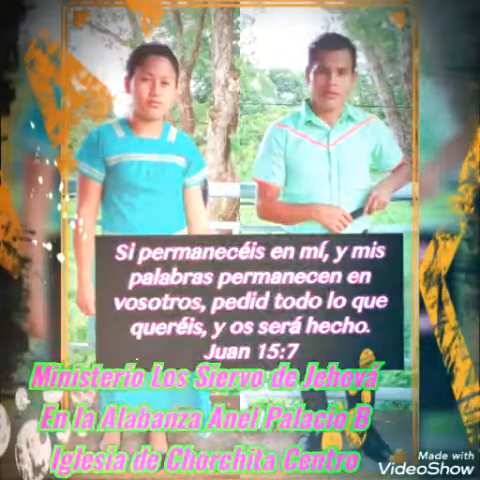 Si permanecéis en mí, y mis
palabras permanecen en
vosotros, pedid todo lo que
queréis, y os será hecho.
Juan 15:7
Ministerio Los Siervo de Jehová
En la Alabanza Anel Palacio B
Iglesia de Chorchita Centro
Made with
VideoShow